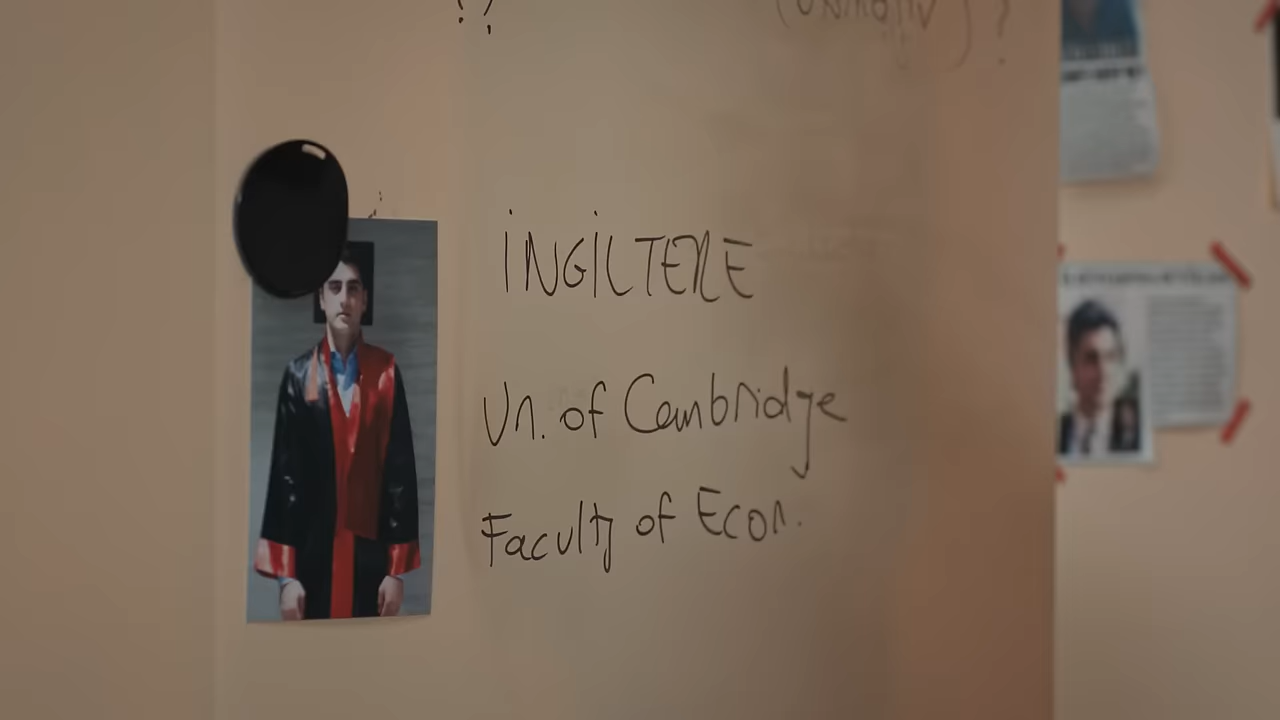 !?
İNGİLTERE
Un. of Cambridge
Faculty of Econ.